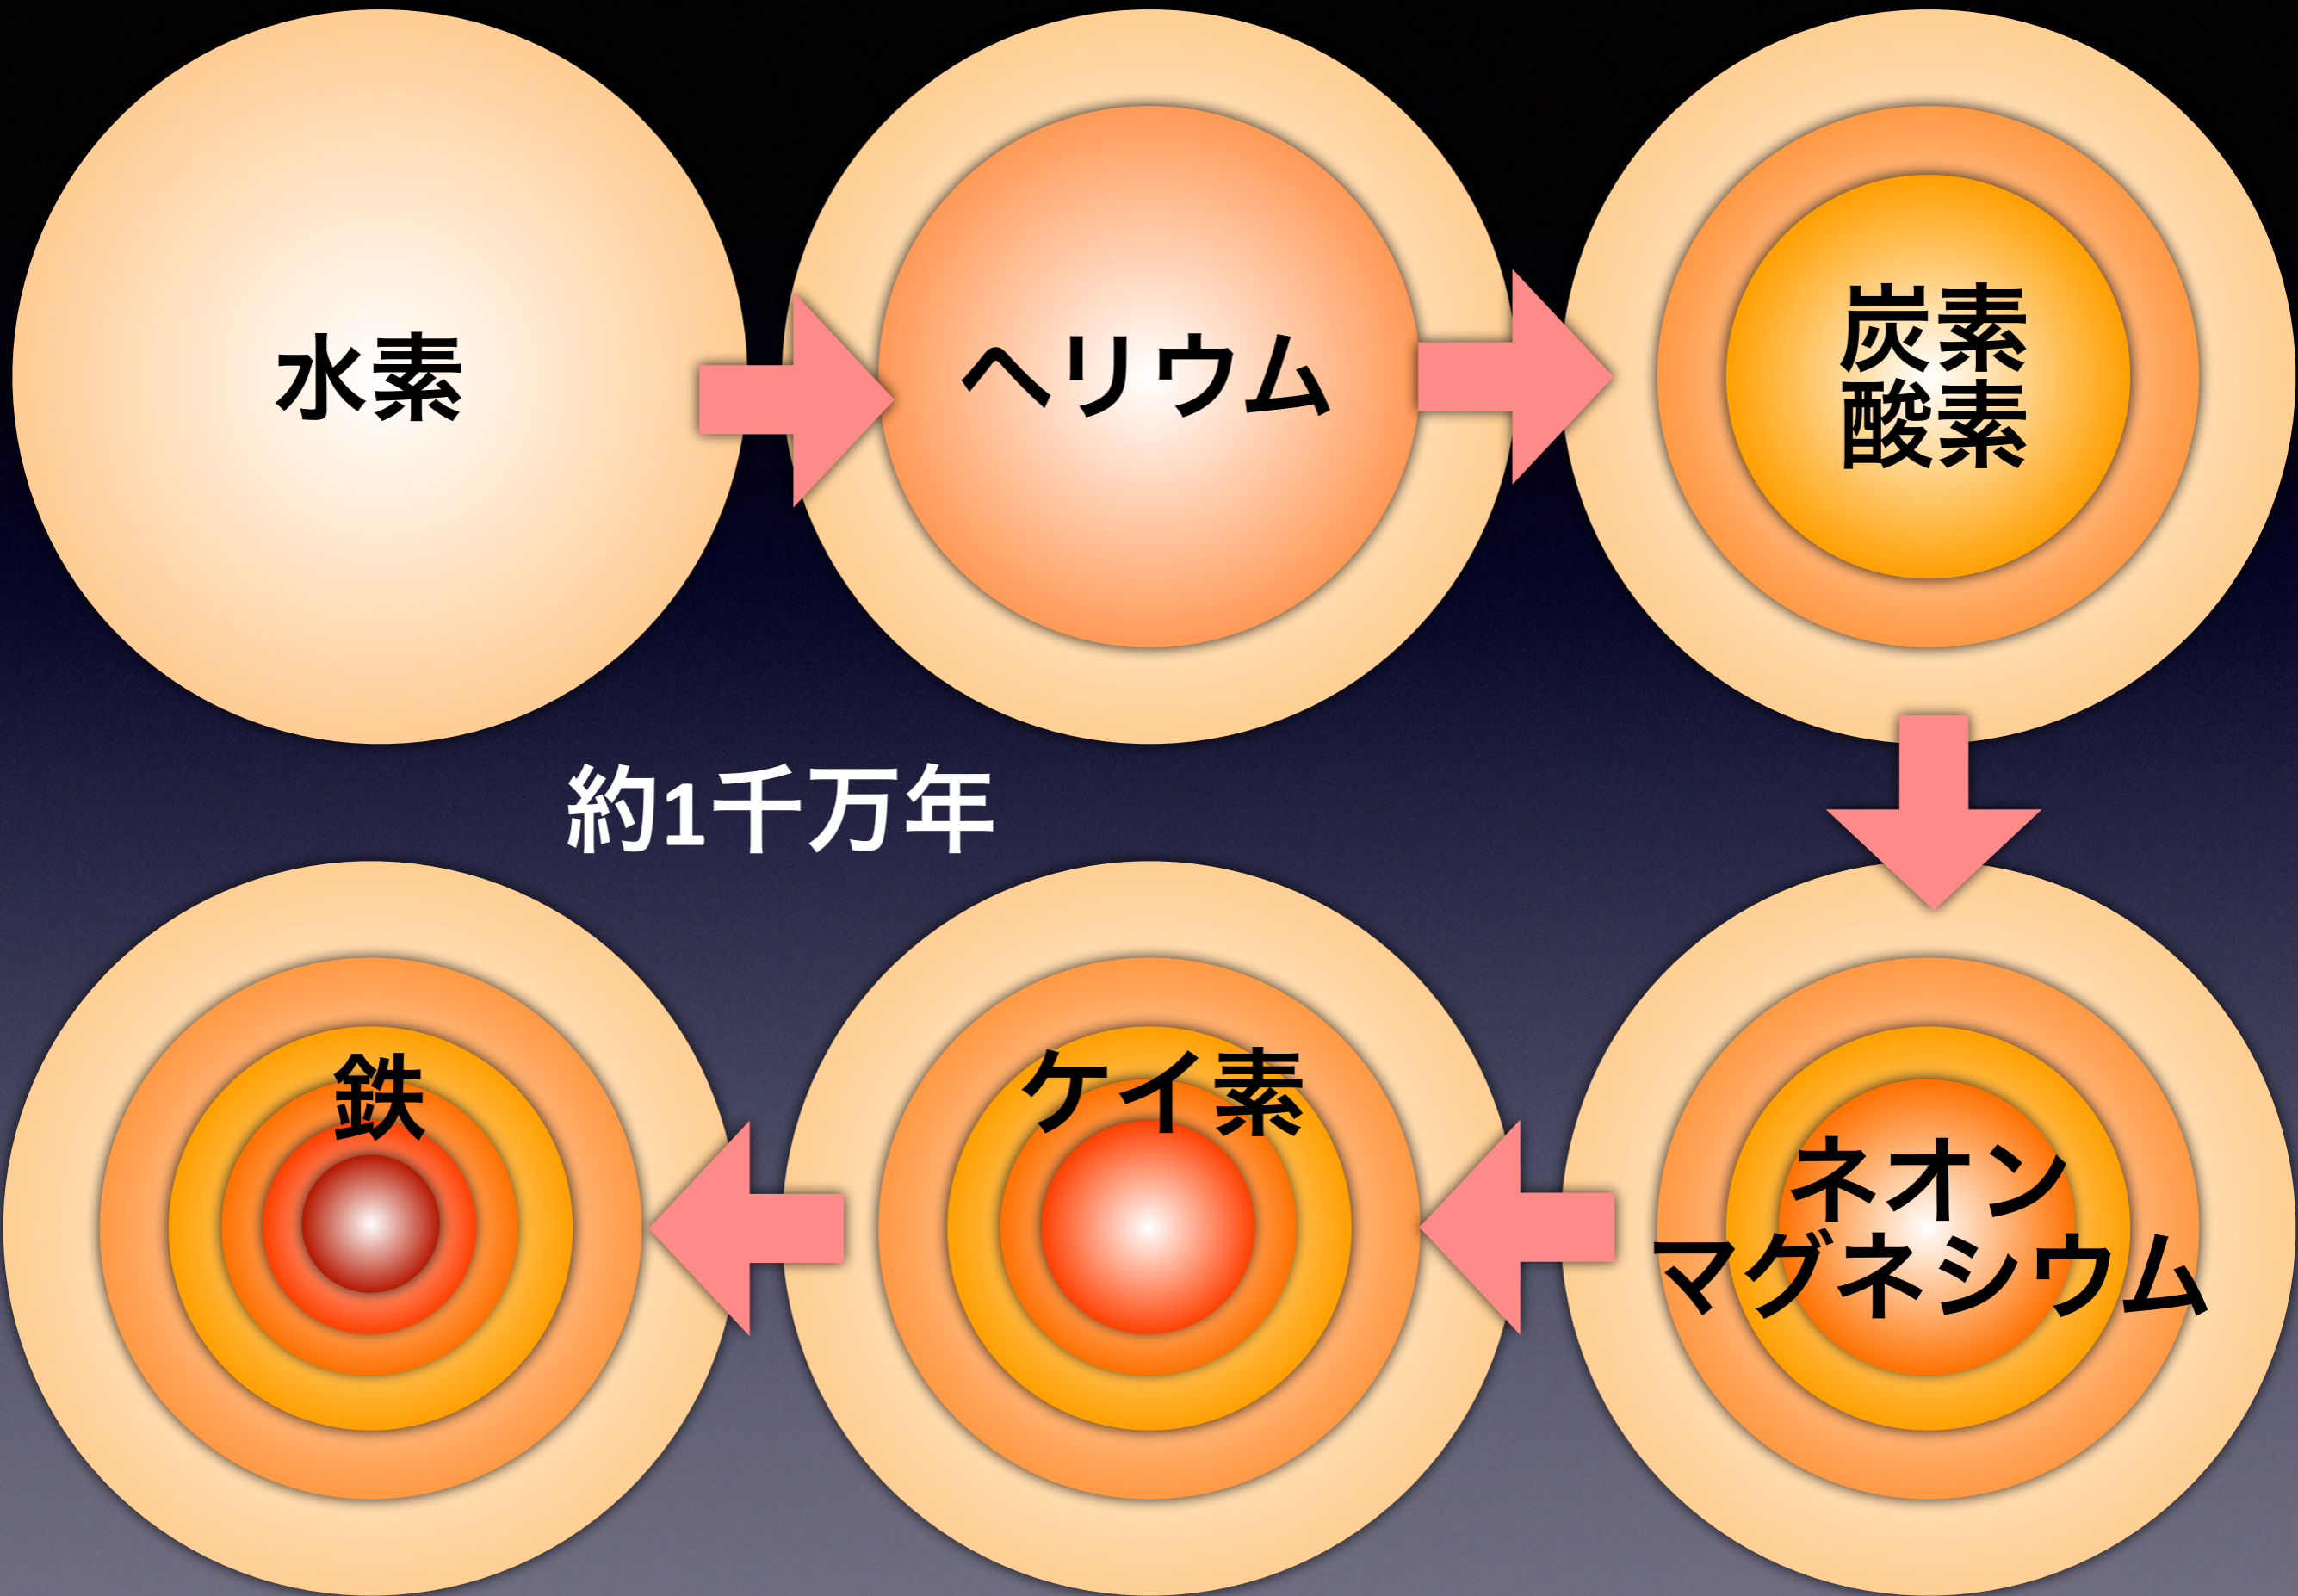 水素
ヘリウム
炭素
酸素
約1千万年
鉄
ケイ素
ネオン
マグネシウム